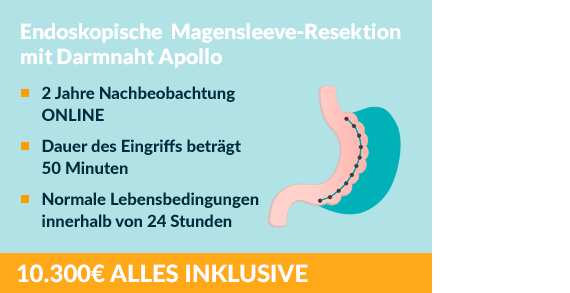 Endoskopische Magensleeve-Resektion
mit Darmnaht Apollo
2 Jahre Nachbeobachtung
ONLINE
Dauer des Eingriffs beträgt
50 Minuten
Normale Lebensbedingungen
innerhalb von 24 Stunden
10.300€ ALLES INKLUSIVE